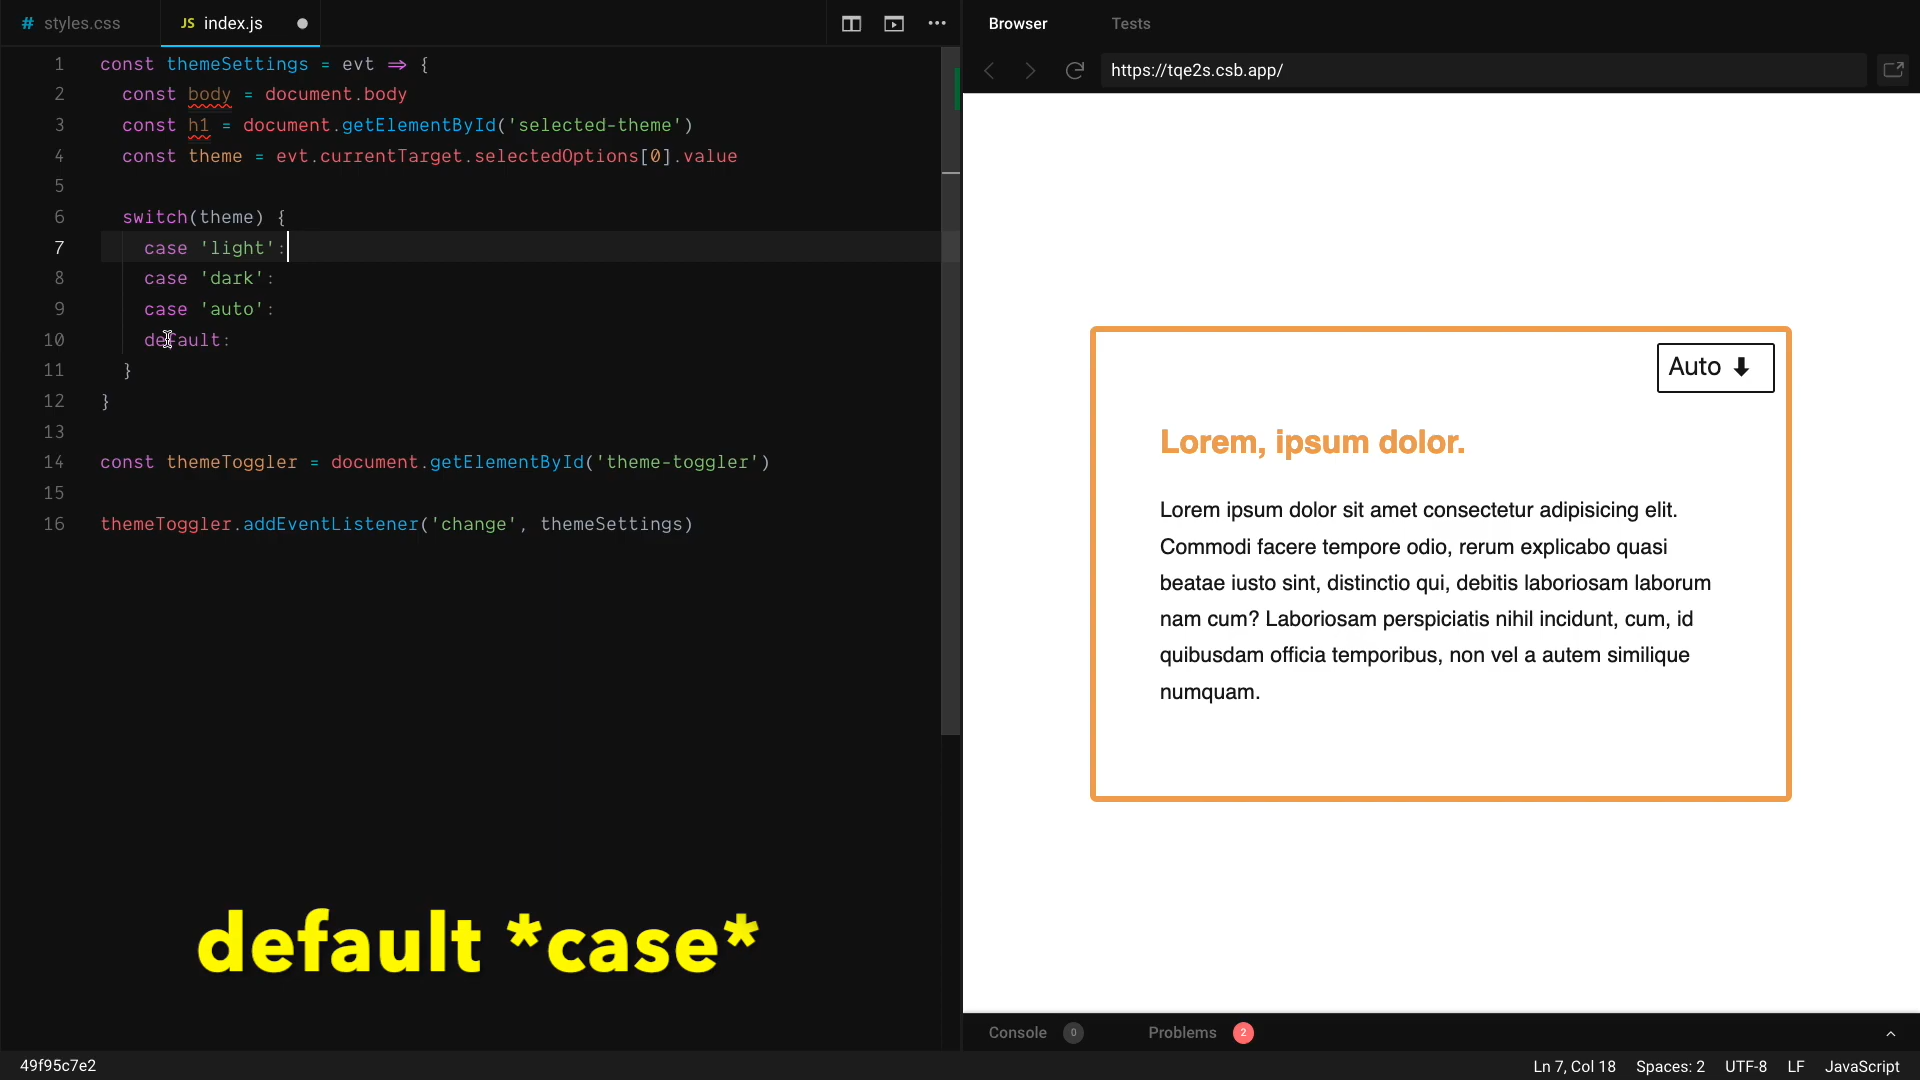 # styles.css
JS index.js
1 const themeSettings = evt => {
2 const body = document.body
3 const h1 = document.getElementById('selected-theme')
4 const theme = evt.currentTarget.selectedOptions[0].value
5
6 switch(theme) {
7 case 'light':
8 case 'dark':
9 case 'auto':
10 default:
11 }
12 }
13
14 const themeToggler = document.getElementById('theme-toggler')
15
16 themeToggler.addEventListener('change', themeSettings)
default *case*
49f95c7e2
Browser Tests
https://tqe2s.csb.app/
Auto
Lorem, ipsum dolor.
Lorem ipsum dolor sit amet consectetur adipisicing elit.
Commodi facere tempore odio, rerum explicabo quasi
beatae iusto sint, distinctio qui, debitis laboriosam laborum
nam cum? Laboriosam perspiciatis nihil incidunt, cum, id
quibusdam officia temporibus, non vel a autem similique
numquam.
Console 0 Problems 2
Ln 7, Col 18 Spaces: 2 UTF-8 LF JavaScript